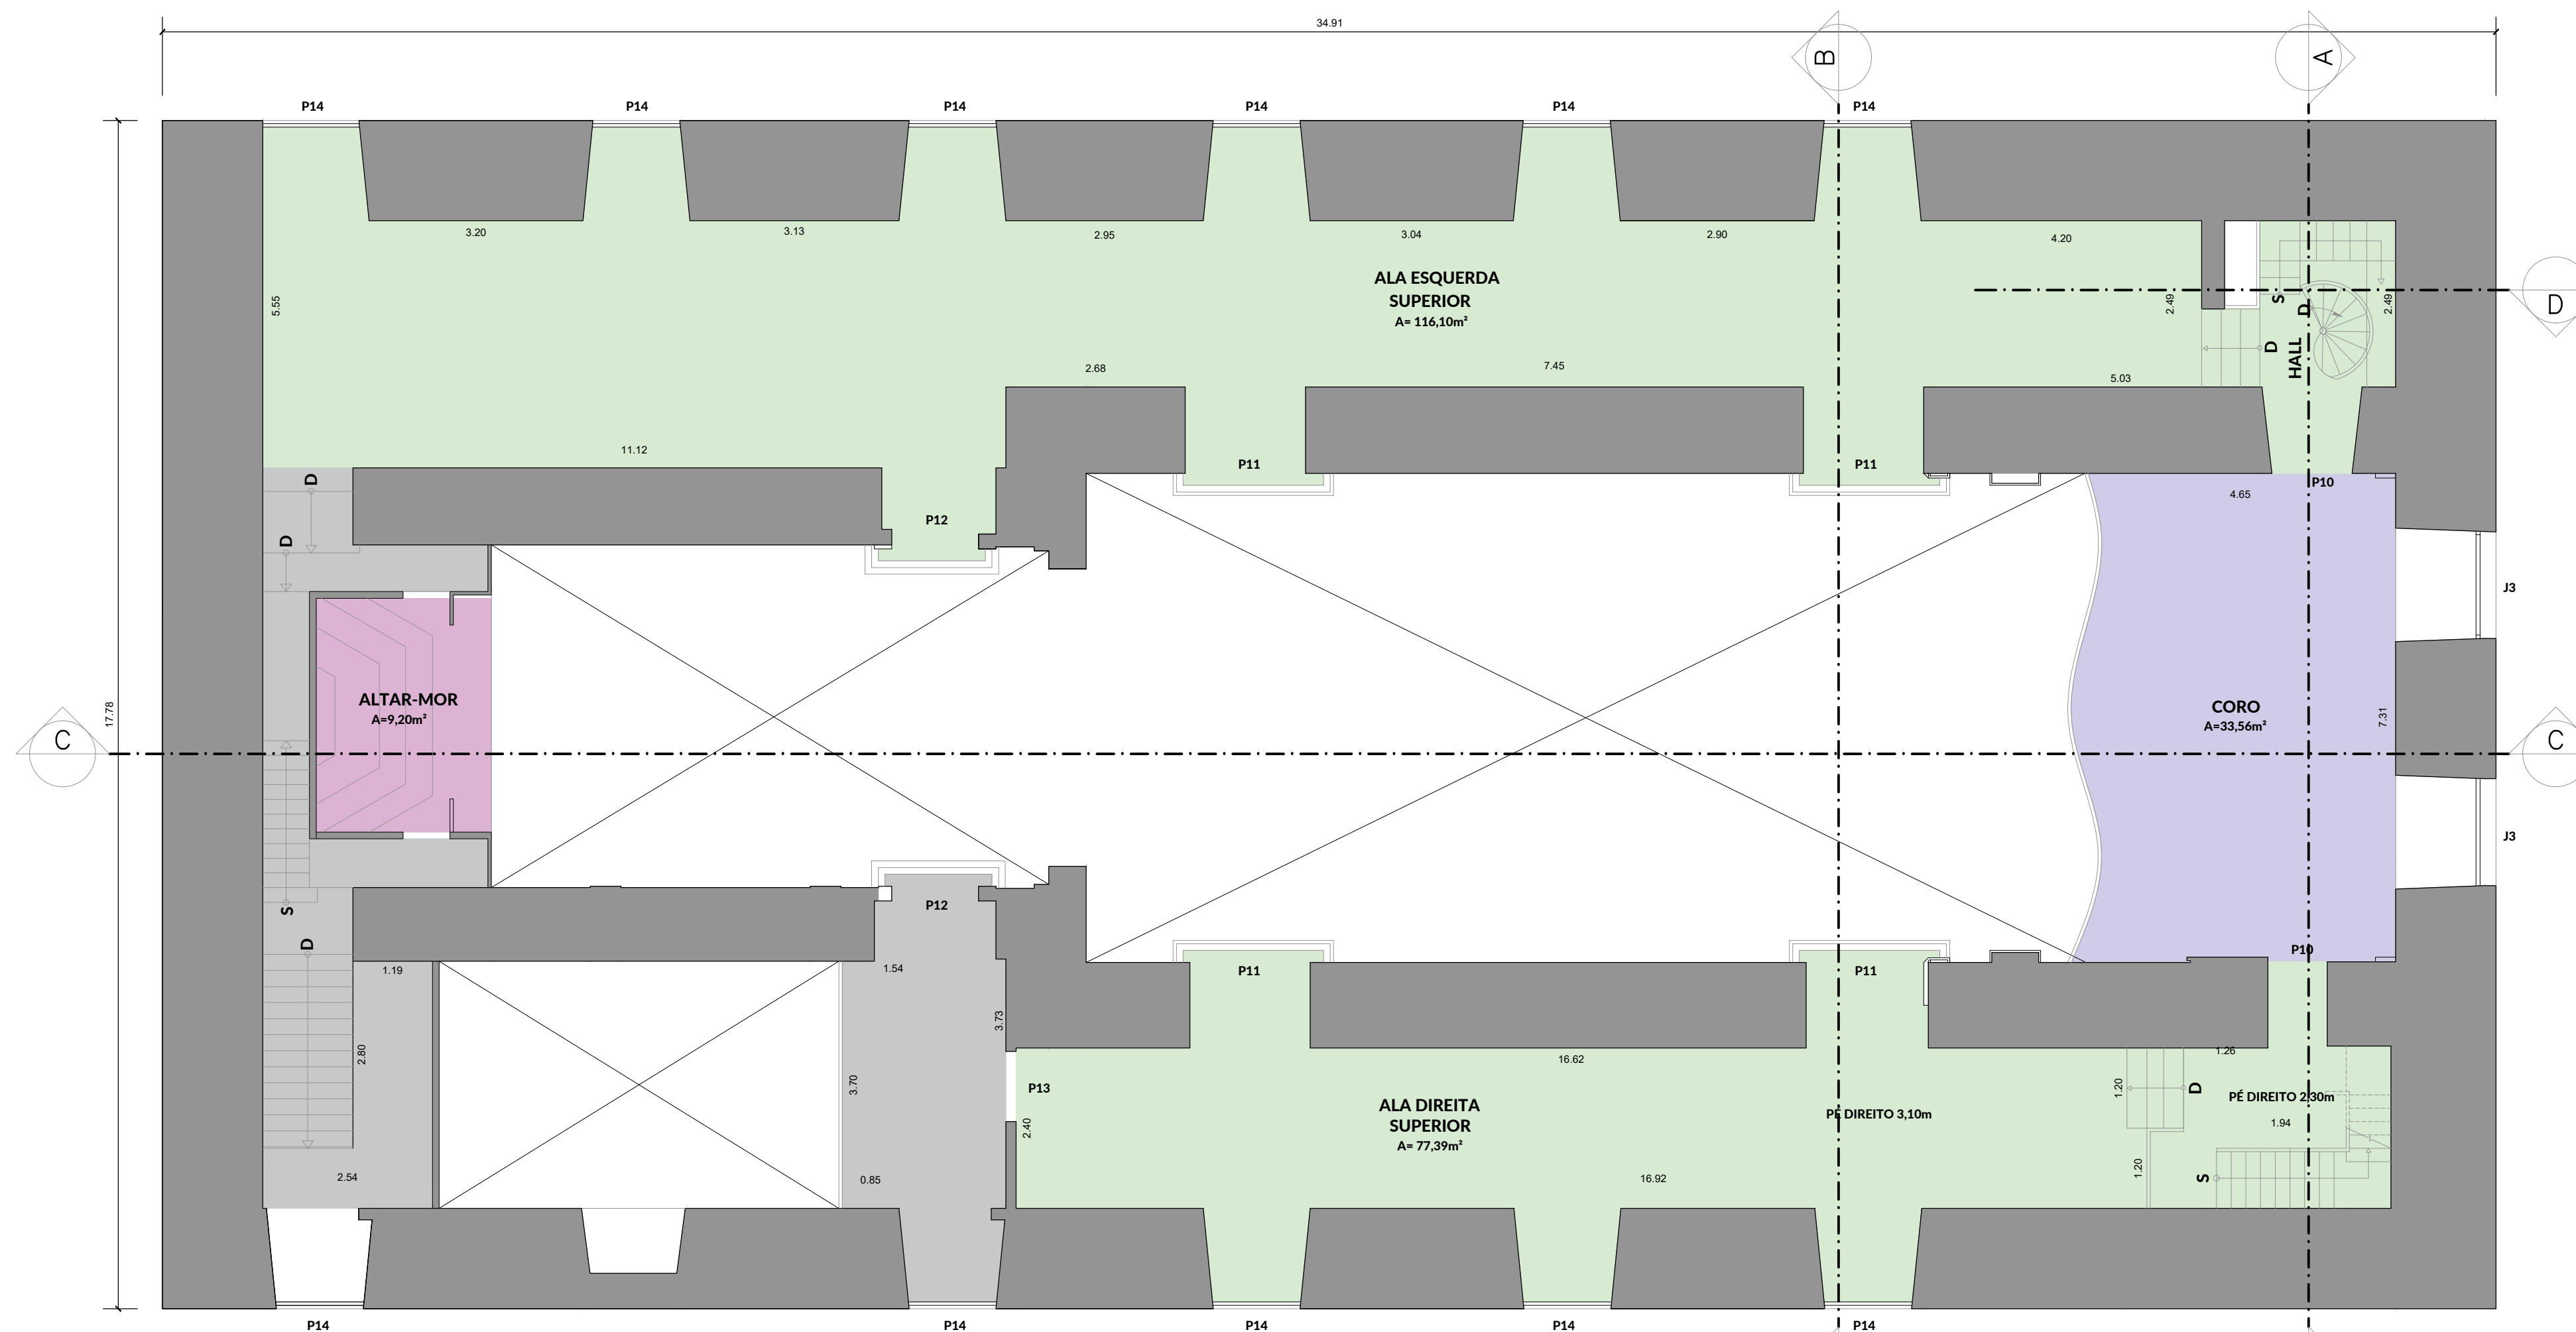 34.91
B
A
P14 P14 P14 P14 P14 P14
3.20 3.13 2.95 3.04 2.90 4.20
ALA ESQUERDA
SUPERIOR
A= 116,10m²
5.55
2.49
S
D
2.49
D
D
HALL
2.68 7.45 5.03
11.12
P11 P11
D
P10
4.65
P12
D
J3
ALTAR-MOR
A=9,20m²
CORO
A=33,56m²
7.31
17.78
C
C
J3
S
P12
D
P10
1.19 1.54
P11 P11
3.73
2.80
3.70
16.62
1.26
P13
1.20
D
PÉ DIREITO 2,30m
ALA DIREITA
SUPERIOR
A= 77,39m²
PÉ DIREITO 3,10m
2.40
1.94
1.20
S
2.54 0.85 16.92
P14 P14 P14 P14 P14